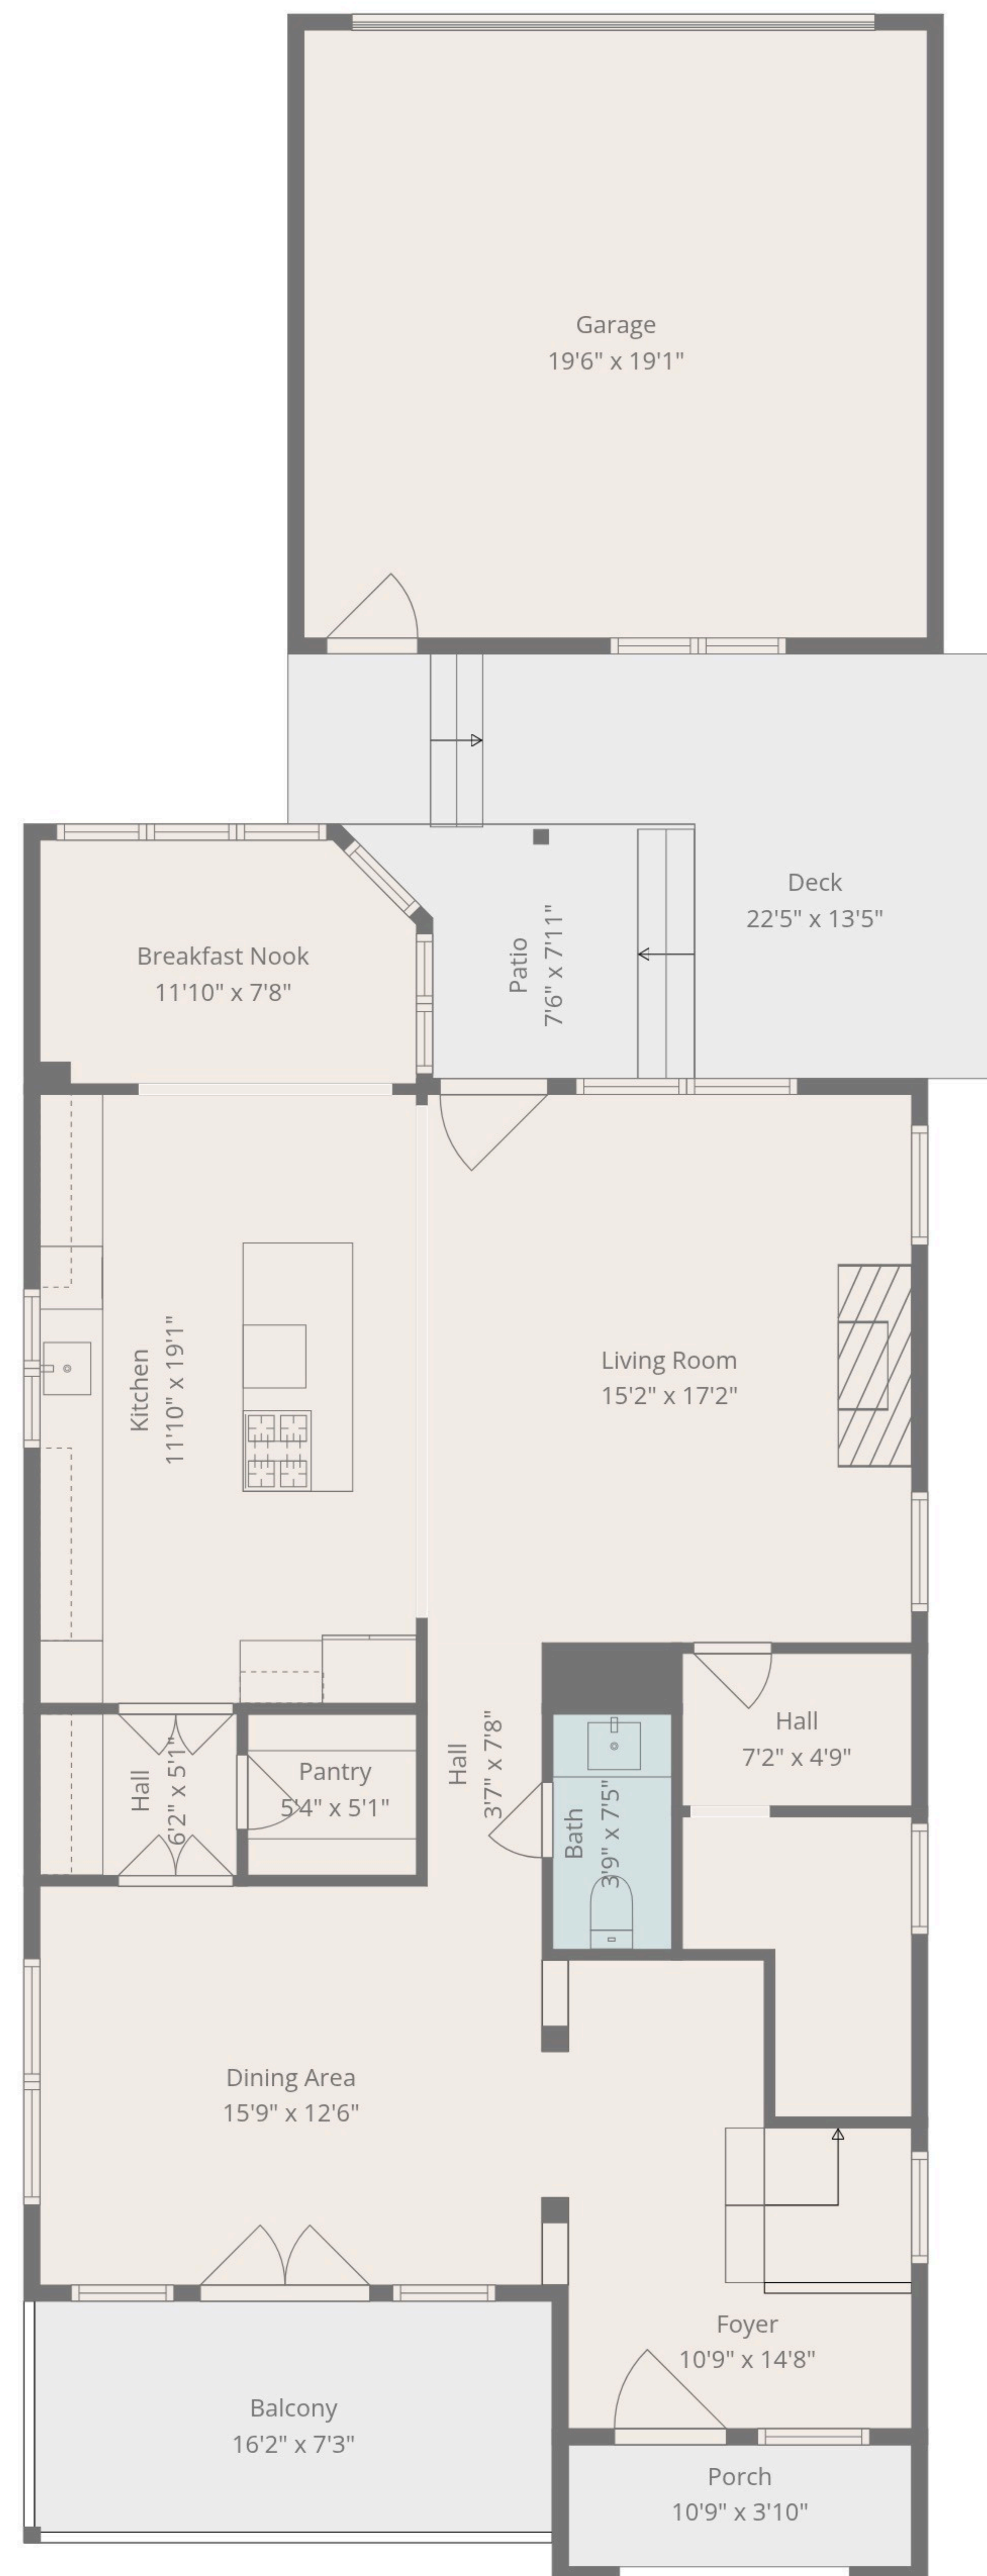 Garage
19'6" x 19'1"
Deck
22'5" x 13'5"
Patio
7'6" x 7'11"
Breakfast Nook
11'10" x 7'8"
Kitchen
11'10" x 19'1"
Living Room
15'2" x 17'2"
Hall
7'2" x 4'9"
Hall
3'7" x 7'8"
Hall
6'2" x 5'1"
Pantry
5'4" x 5'1"
Bath
3'9" x 7'5"
Dining Area
15'9" x 12'6"
Foyer
10'9" x 14'8"
Balcony
16'2" x 7'3"
Porch
10'9" x 3'10"